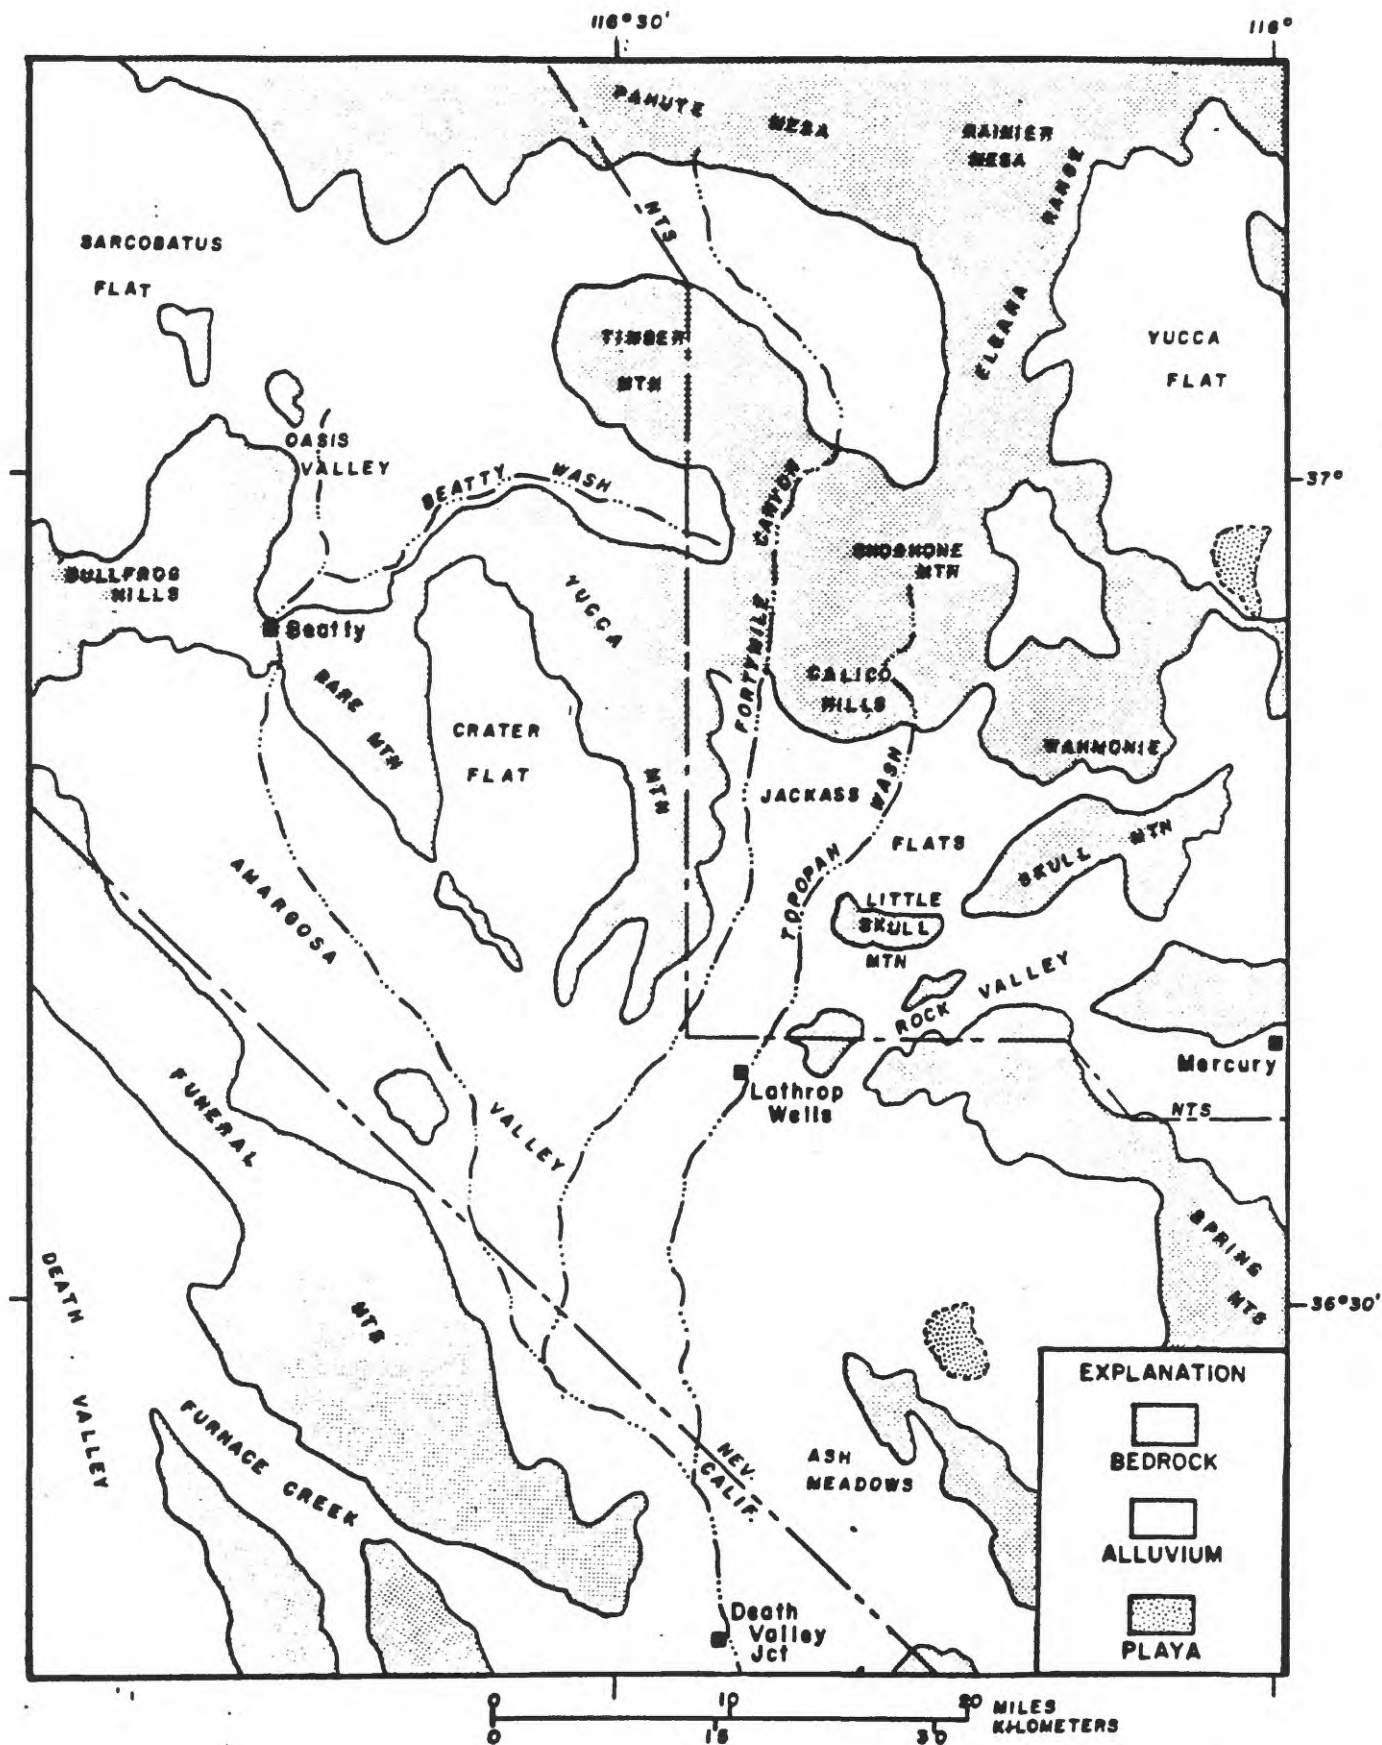 116°30'
116°
PAHUTE MESA
RAINIER
MESA
ELEANA RANGE
NTS
SARCOBATUS
FLAT
TIMBER
MTN
YUCCA
FLAT
OASIS
VALLEY
BEATTY WASH
37°
FORTYMILE CANYON
SHOSHONE
MTN
BULLFROG
HILLS
YUCCA MTN
Beatty
BARE MTN
CALICO
HILLS
CRATER
FLAT
WAHMONIE
JACKASS
FLATS
TOPOPAH WASH
SKULL MTN
AMARGOSA VALLEY
LITTLE
SKULL
MTN
ROCK VALLEY
Mercury
Lathrop
Wells
NTS
FUNERAL MTS
SPRING
MTS
DEATH VALLEY
36°30'
EXPLANATION
BEDROCK
ALLUVIUM
PLAYA
FURNACE CREEK
NEV.
CALIF.
ASH
MEADOWS
Death
Valley
Jct
0 10 20 MILES
0 15 30 KILOMETERS